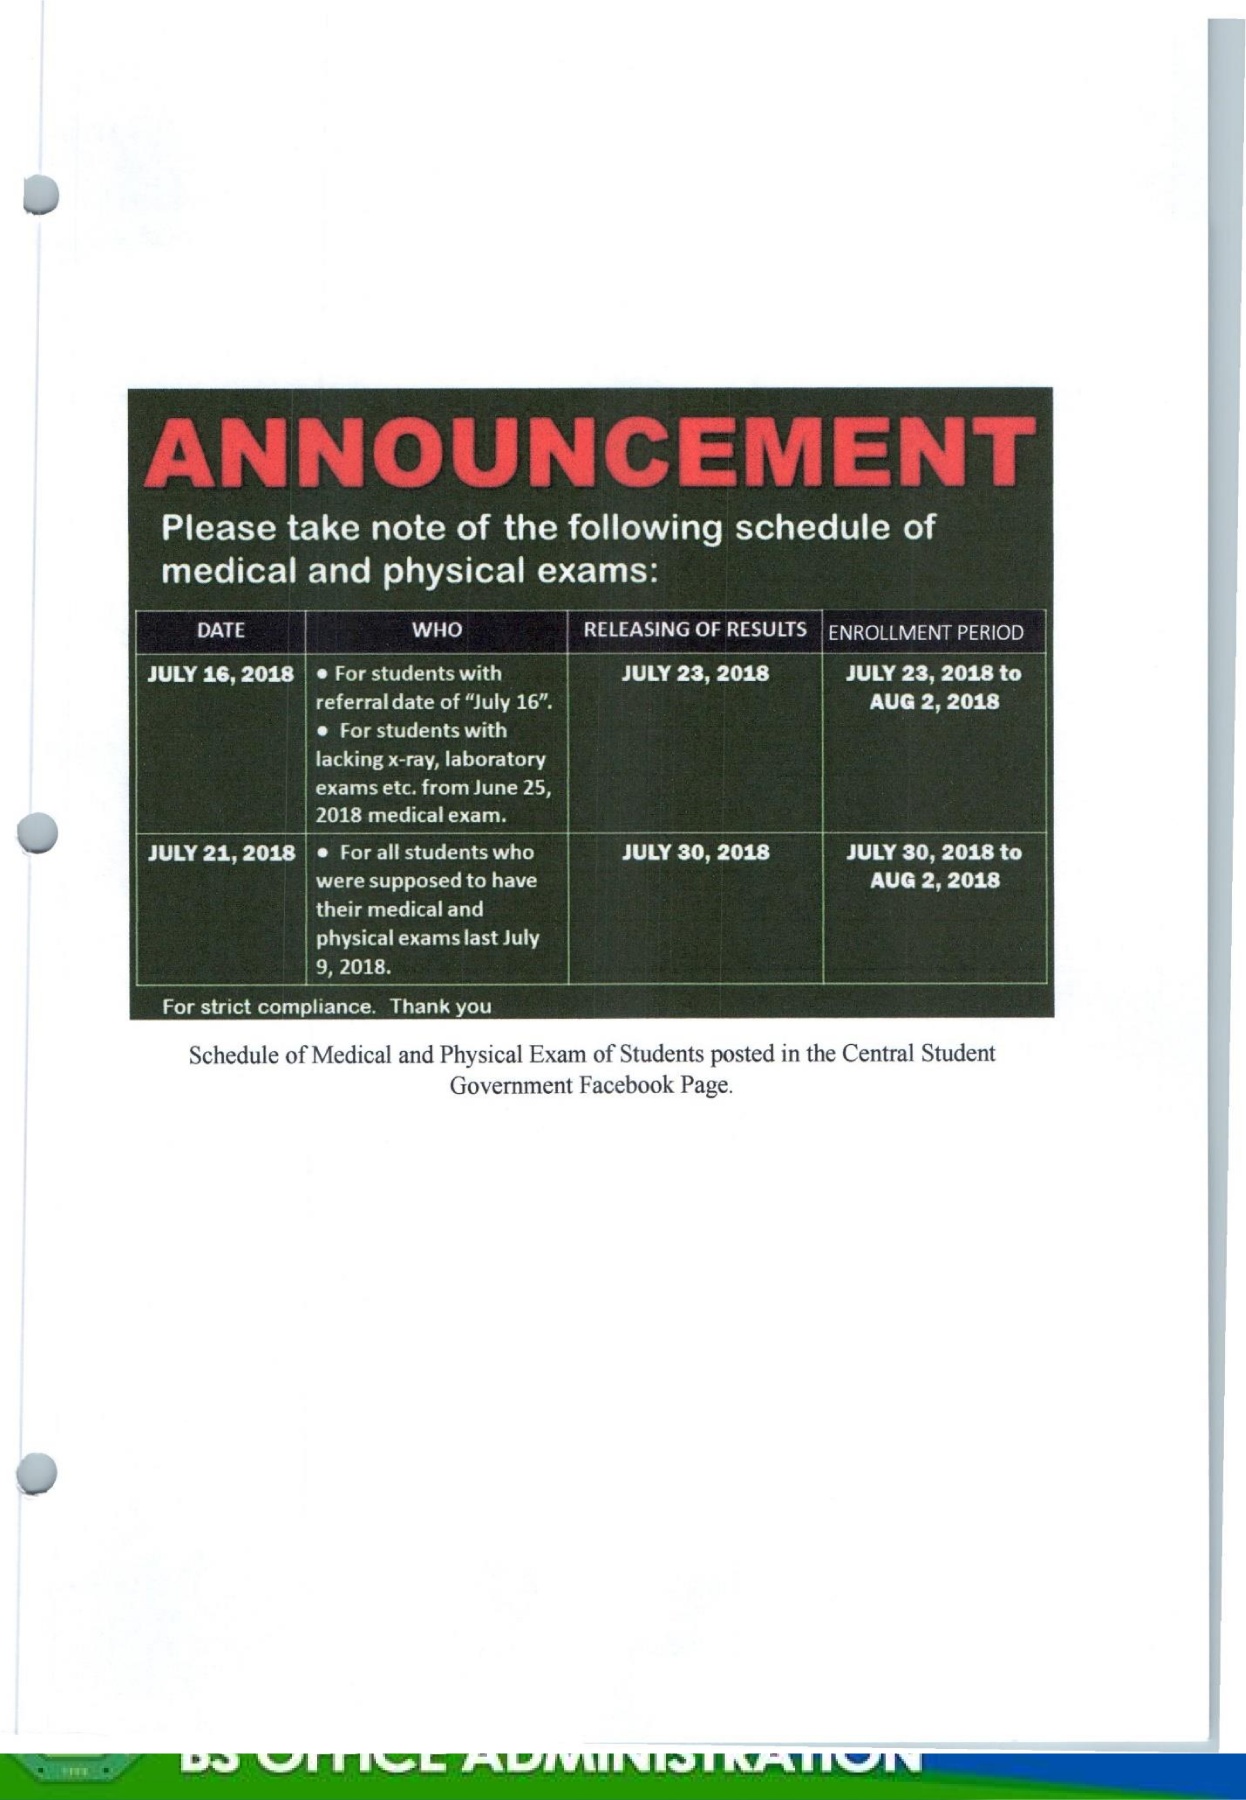 ANNOUNCEMENT
Please take note of the following schedule of
medical and physical exams:
DATE WHO RELEASING OF RESULTS ENROLLMENT PERIOD
JULY 16, 2018 • For students with JULY 23, 2018 JULY 23, 2018 to
referral date of “July 16”. AUG 2, 2018
• For students with
lacking x-ray, laboratory
exams etc. from June 25,
2018 medical exam.
JULY 21, 2018 • For all students who JULY 30, 2018 JULY 30, 2018 to
were supposed to have AUG 2, 2018
their medical and
physical exams last July
9, 2018.
For strict compliance. Thank you
Schedule of Medical and Physical Exam of Students posted in the Central Student
Government Facebook Page.
BS OFFICE ADMINISTRATION